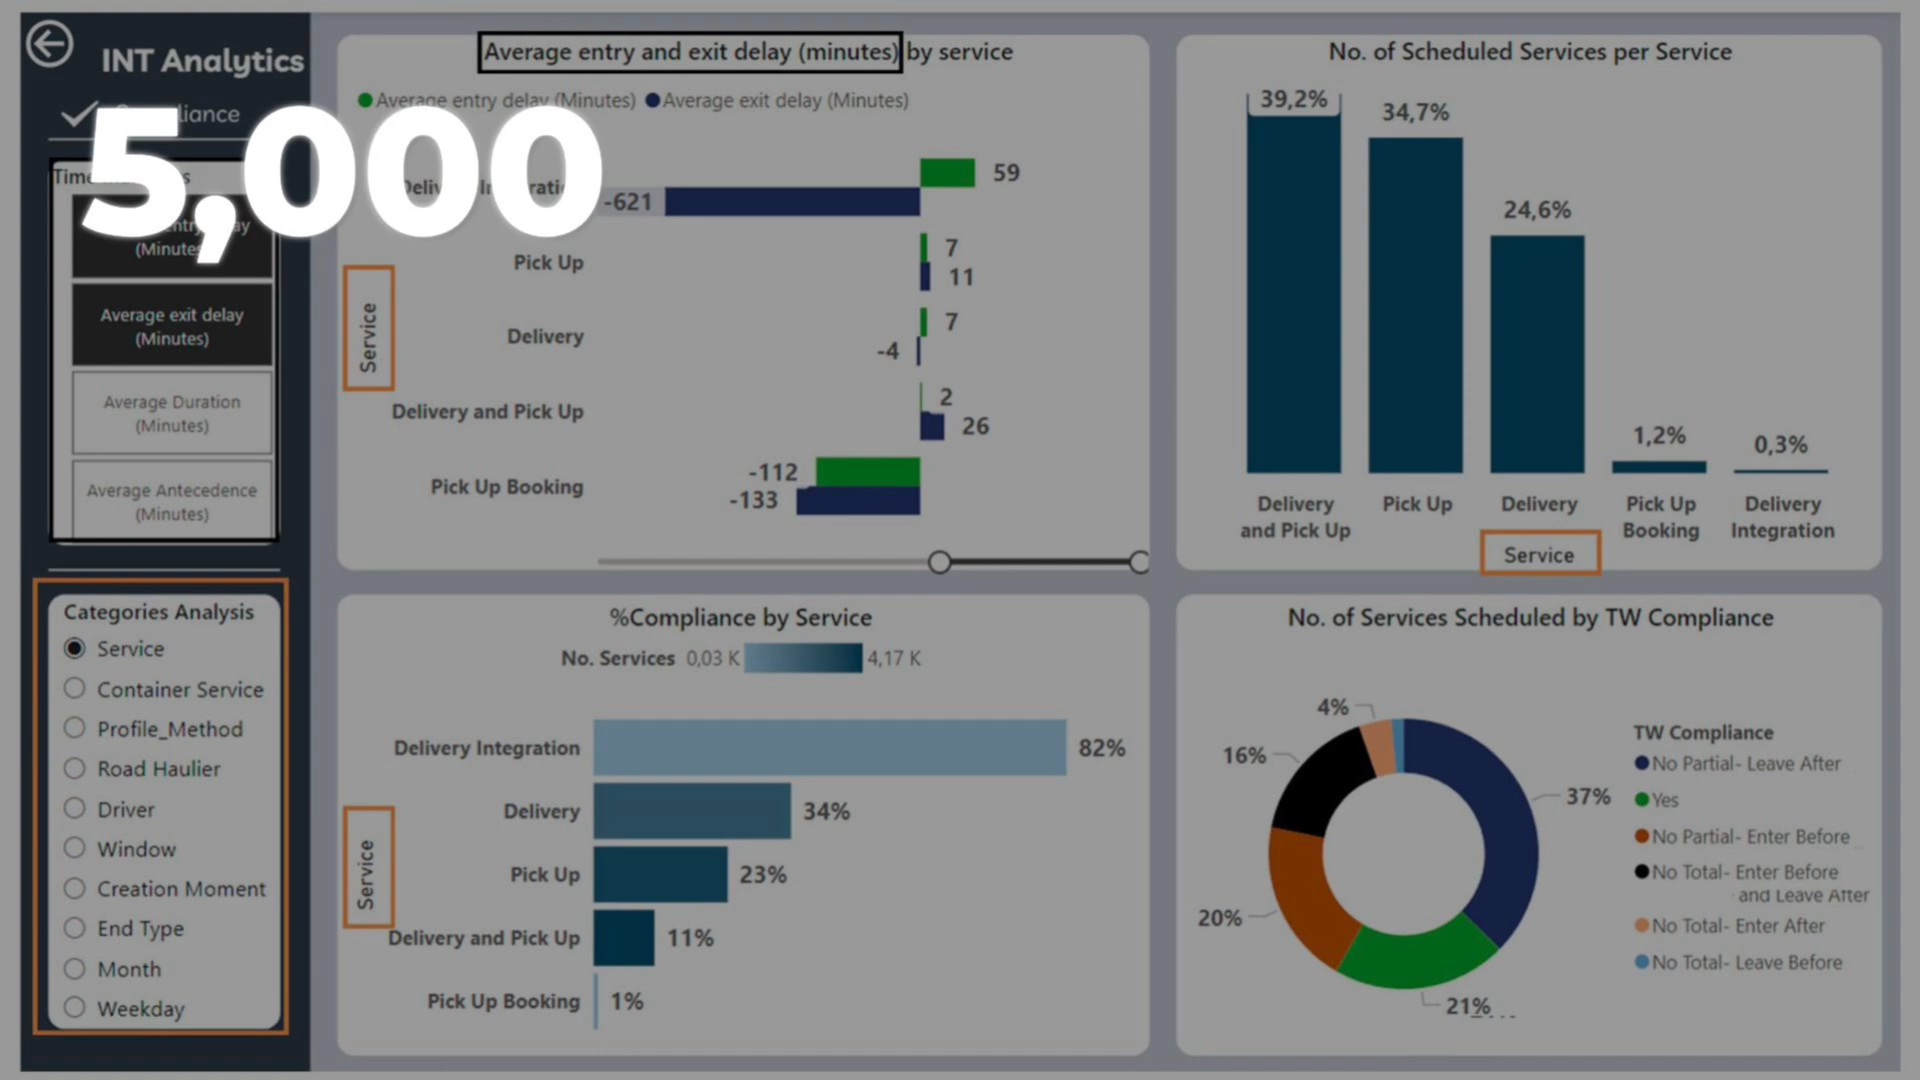 INT Analytics
5,000
Average exit delay
(Minutes)
Average Duration
(Minutes)
Average Antecedence
(Minutes)
Categories Analysis
Service
Container Service
Profile_Method
Road Haulier
Driver
Window
Creation Moment
End Type
Month
Weekday
Average entry and exit delay (minutes) by service
Average entry delay (Minutes) Average exit delay (Minutes)
59
-621
Pick Up
7
11
Delivery
7
-4
Delivery and Pick Up
2
26
Pick Up Booking
-112
-133
Service
No. of Scheduled Services per Service
39,2%
34,7%
24,6%
1,2%
0,3%
Delivery
and Pick Up
Pick Up
Delivery
Pick Up
Booking
Delivery
Integration
Service
%Compliance by Service
No. Services 0,03 K 4,17 K
Delivery Integration 82%
Delivery 34%
Pick Up 23%
Delivery and Pick Up 11%
Pick Up Booking 1%
Service
No. of Services Scheduled by TW Compliance
4%
16%
37%
20%
21%
TW Compliance
No Partial- Leave After
Yes
No Partial- Enter Before
No Total- Enter Before
and Leave After
No Total- Enter After
No Total- Leave Before